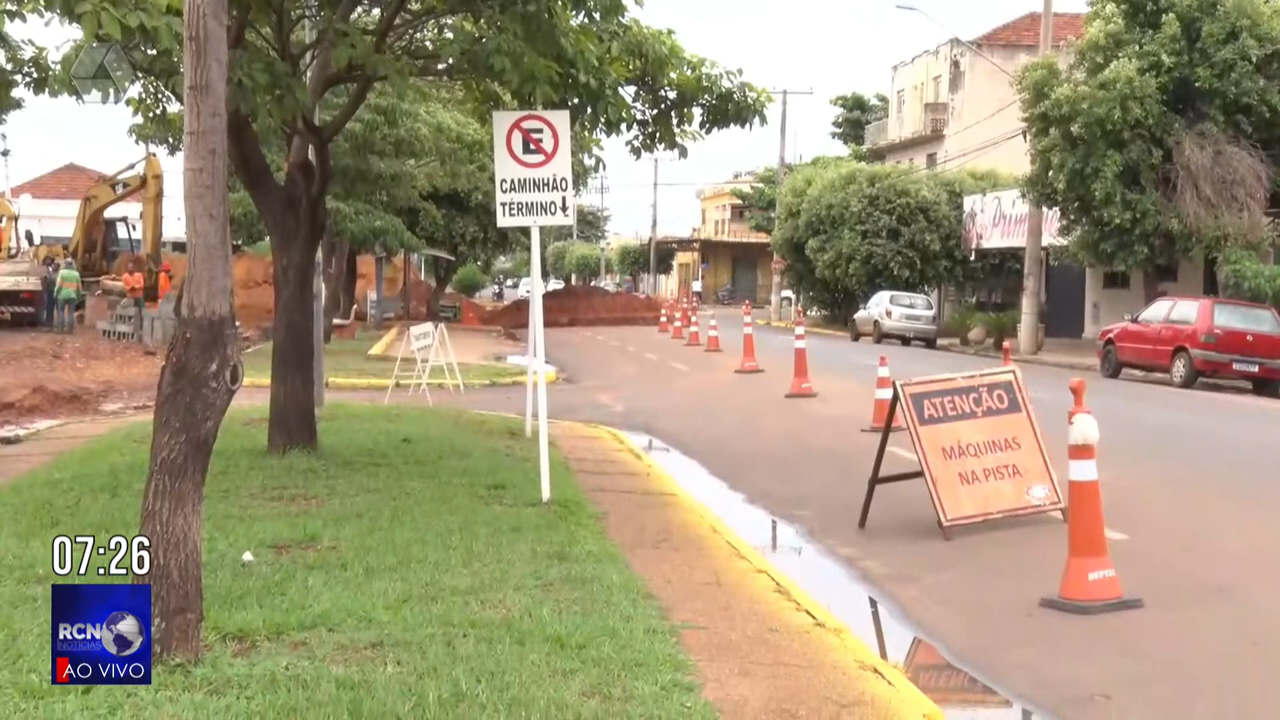 E
CAMINHÃO
TÉRMINO
ATENÇÃO
MÁQUINAS
NA PISTA
07:26
RCN
NOTÍCIAS
AO VIVO